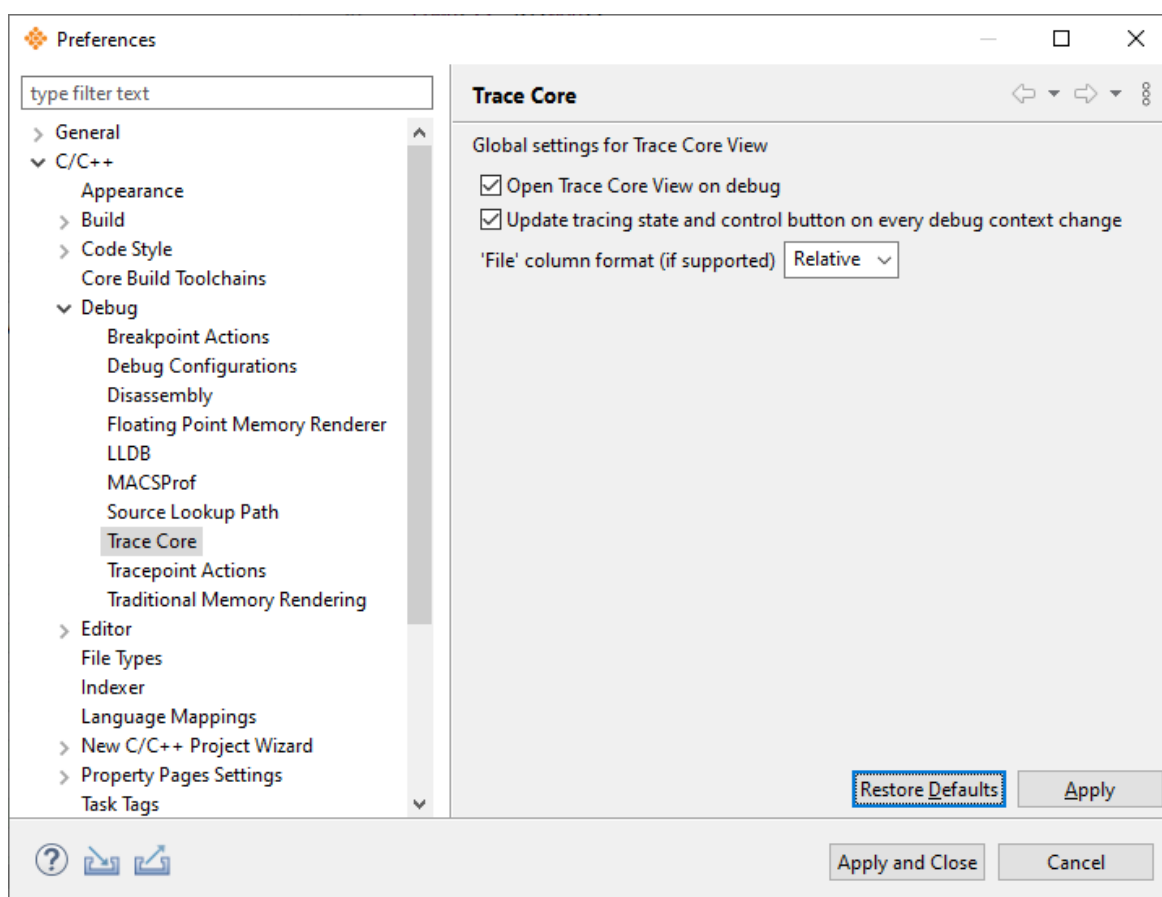 Preferences
type filter text
General
C/C++
Appearance
Build
Code Style
Core Build Toolchains
Debug
Breakpoint Actions
Debug Configurations
Disassembly
Floating Point Memory Renderer
LLDB
MACSProf
Source Lookup Path
Trace Core
Tracepoint Actions
Traditional Memory Rendering
Editor
File Types
Indexer
Language Mappings
New C/C++ Project Wizard
Property Pages Settings
Task Tags
Trace Core
Global settings for Trace Core View
Open Trace Core View on debug
Update tracing state and control button on every debug context change
'File' column format (if supported) Relative
Restore Defaults Apply
Apply and Close Cancel